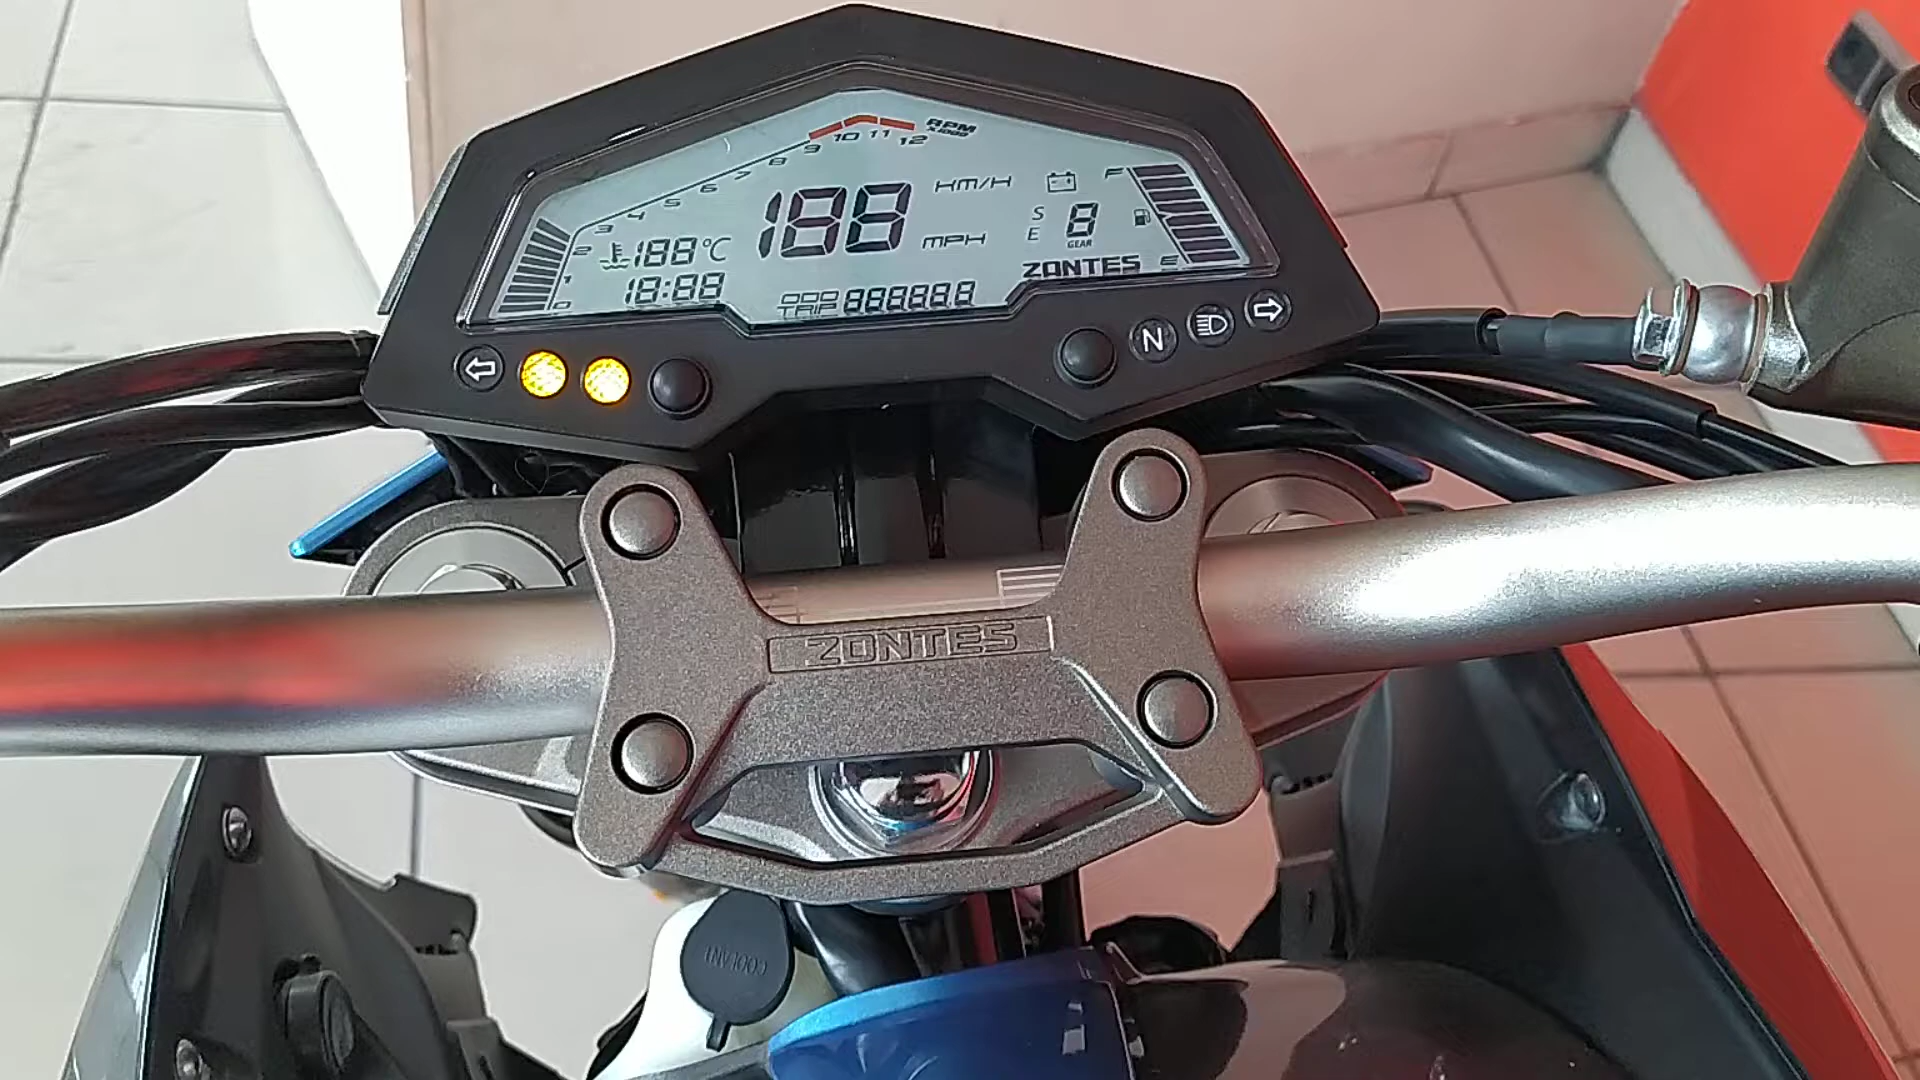 RPM
X1000
0 1 2 3 4 5 6 7 8 9 10 11 12
188 KM/H
MPH
188°C
18:88
ODO
TRIP 888888
F
S
E
8
GEAR
E
ZONTES
N
ZONTES
COOLANT